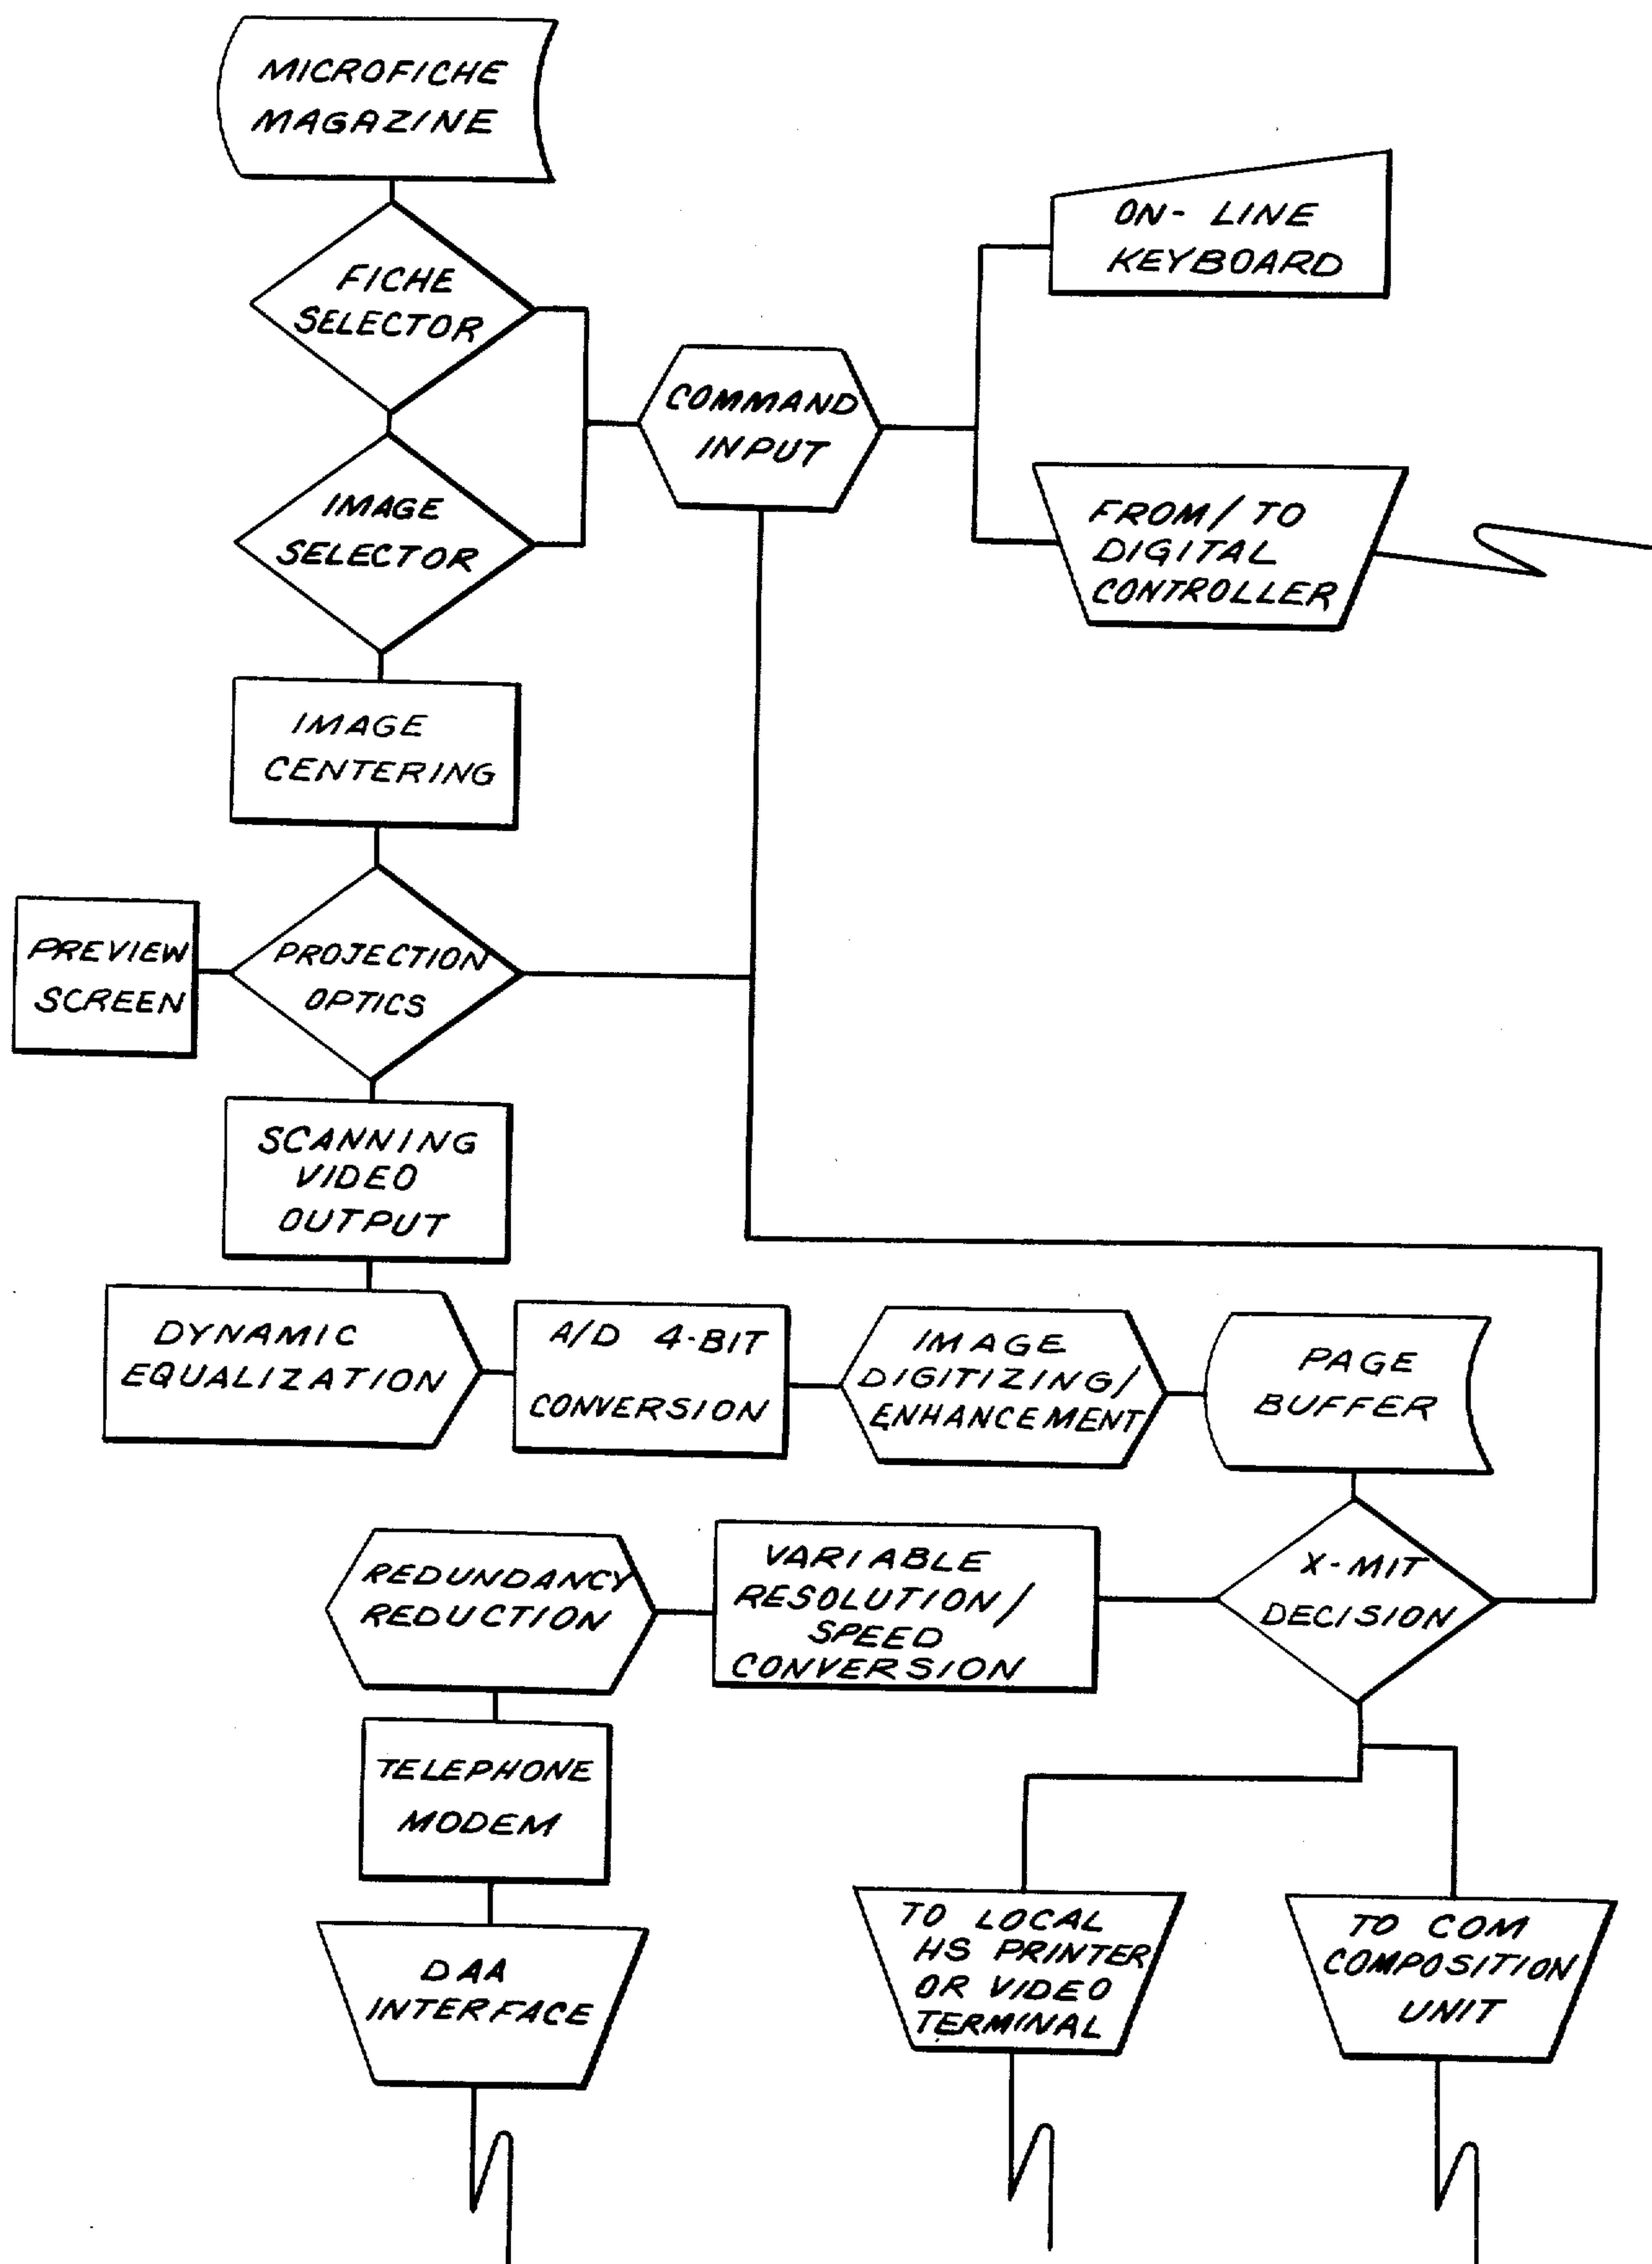 MICROFICHE
MAGAZINE
FICHE
SELECTOR
ON- LINE
KEYBOARD
COMMAND
INPUT
IMAGE
SELECTOR
FROM/TO
DIGITAL
CONTROLLER
IMAGE
CENTERING
PREVIEW
SCREEN
PROJECTION
OPTICS
SCANNING
VIDEO
OUTPUT
DYNAMIC
EQUALIZATION
A/D 4-BIT
CONVERSION
IMAGE
DIGITIZING/
ENHANCEMENT
PAGE
BUFFER
REDUNDANCY
REDUCTION
VARIABLE
RESOLUTION/
SPEED
CONVERSION
X-MIT
DECISION
TELEPHONE
MODEM
DAA
INTERFACE
TO LOCAL
HS PRINTER
OR VIDEO
TERMINAL
TO COM
COMPOSITION
UNIT